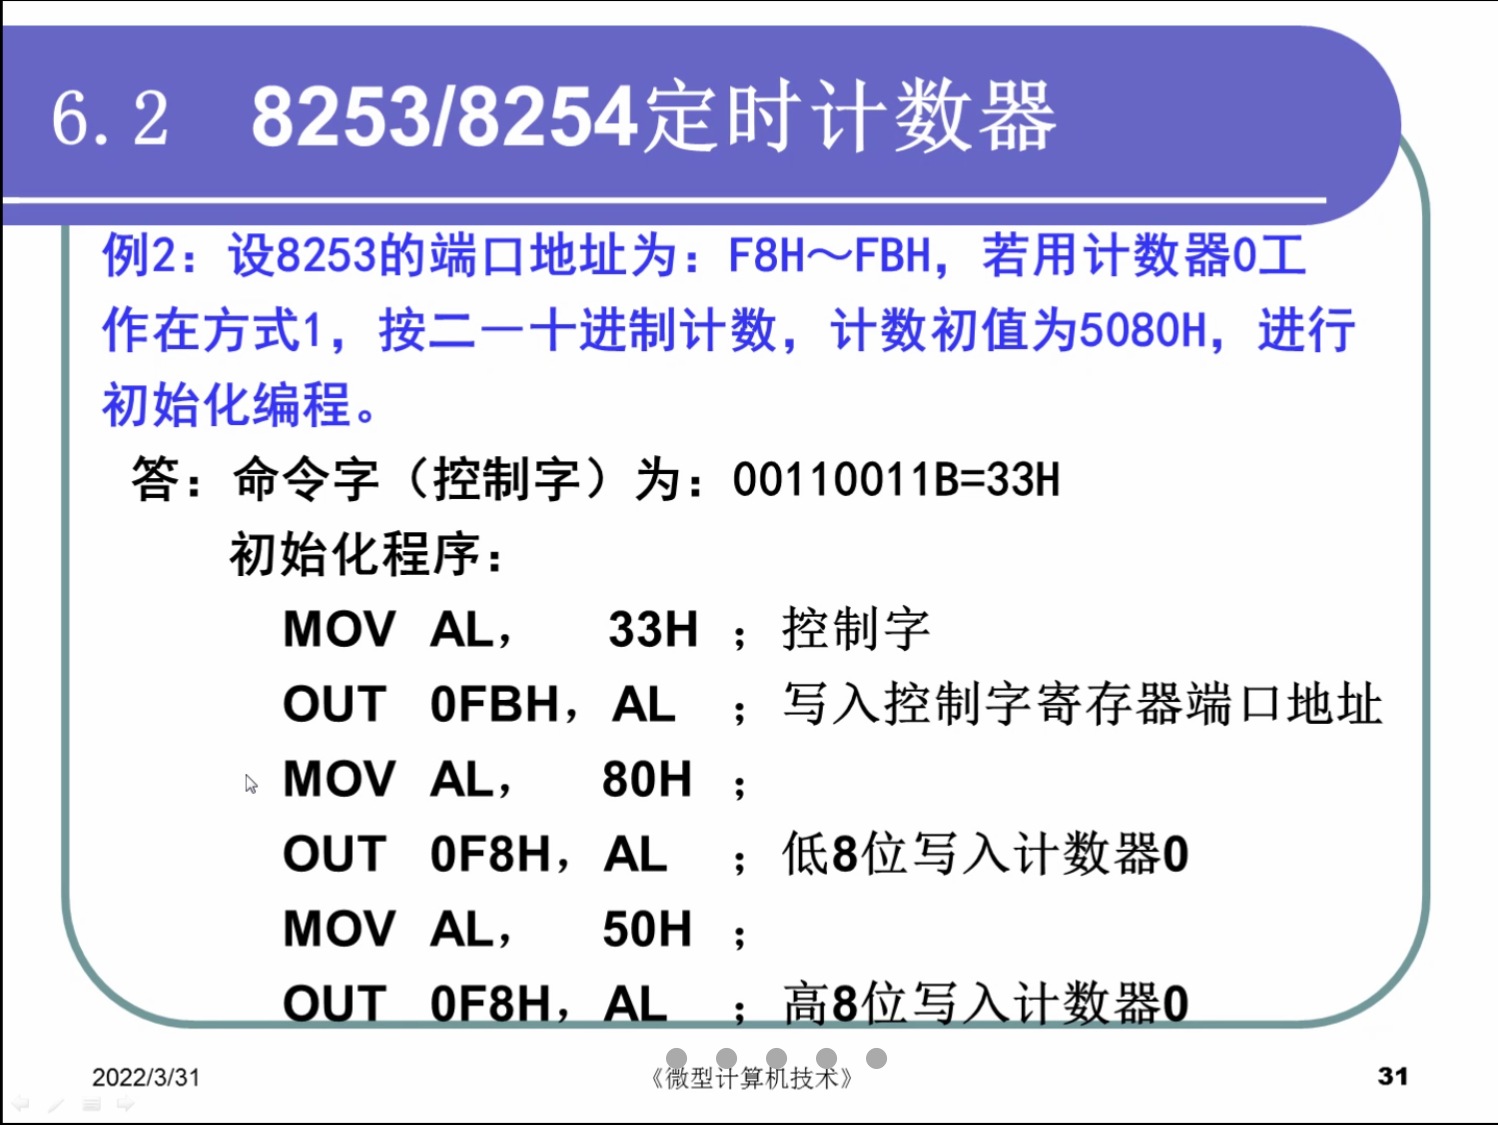 6.2 8253/8254定时计数器
例2：设8253的端口地址为：F8H～FBH，若用计数器0工
作在方式1，按二—十进制计数，计数初值为5080H，进行
初始化编程。
答：命令字（控制字）为：00110011B=33H
初始化程序：
MOV AL， 33H ；控制字
OUT 0FBH，AL ；写入控制字寄存器端口地址
MOV AL， 80H ；
OUT 0F8H，AL ；低8位写入计数器0
MOV AL， 50H ；
OUT 0F8H，AL ；高8位写入计数器0
2022/3/31 《微型计算机技术》 31